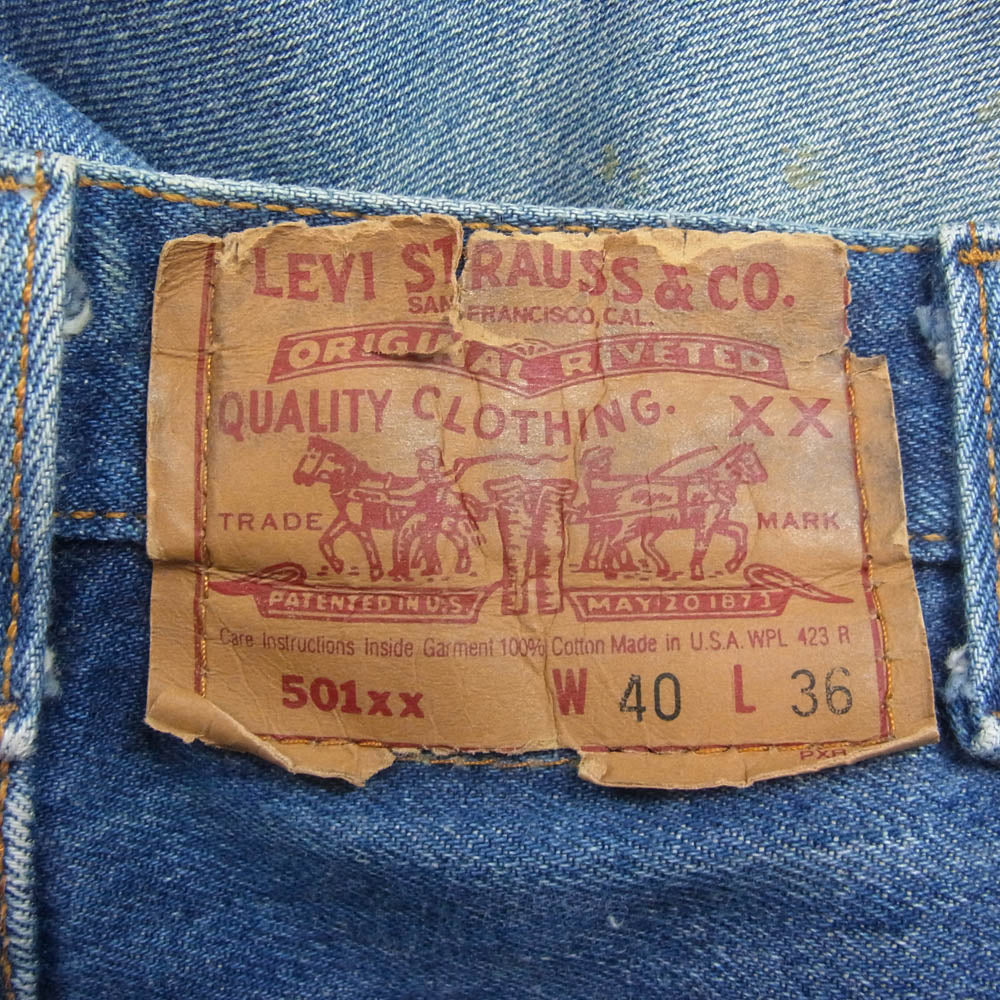 LEVI STRAUSS & CO.
SAN FRANCISCO, CAL.
ORIGINAL RIVETED
QUALITY CLOTHING. XX
TRADE MARK
PATENTED IN U.S. MAY 20 1873
Care Instructions Inside Garment 100% Cotton Made in U.S.A. WPL 423 R
501xx W 40 L 36